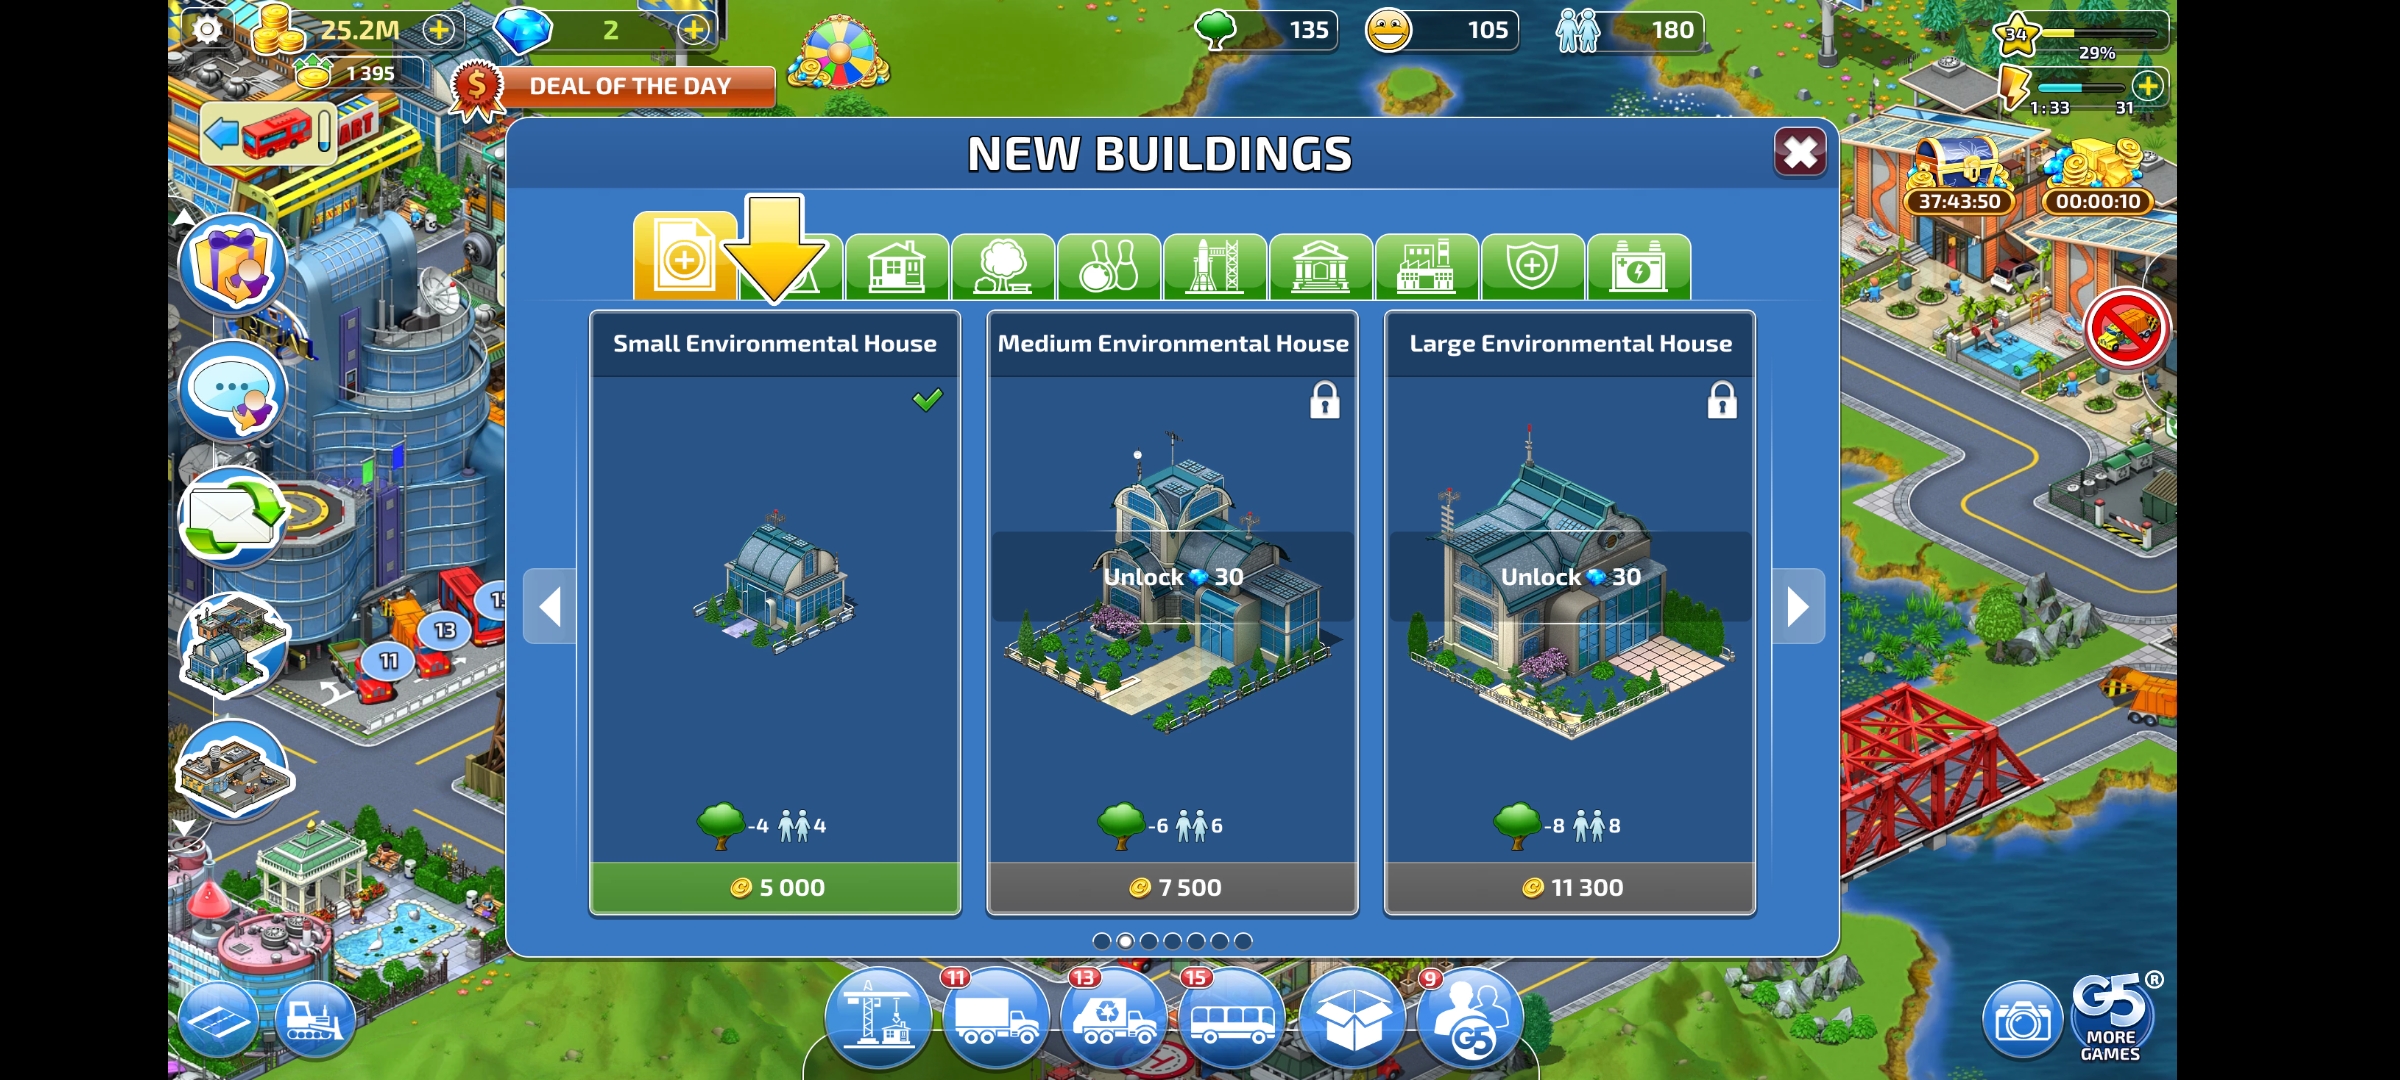 25.2M
2
135
105
180
34
29%
1 395
DEAL OF THE DAY
1:33
31
ART
NEW BUILDINGS
37:43:50
00:00:10
Small Environmental House
Medium Environmental House
Large Environmental House
Unlock 30
Unlock 30
13
11
-4 4
-6 6
-8 8
5 000
7 500
11 300
11
13
15
9
G5
G5®
MORE
GAMES